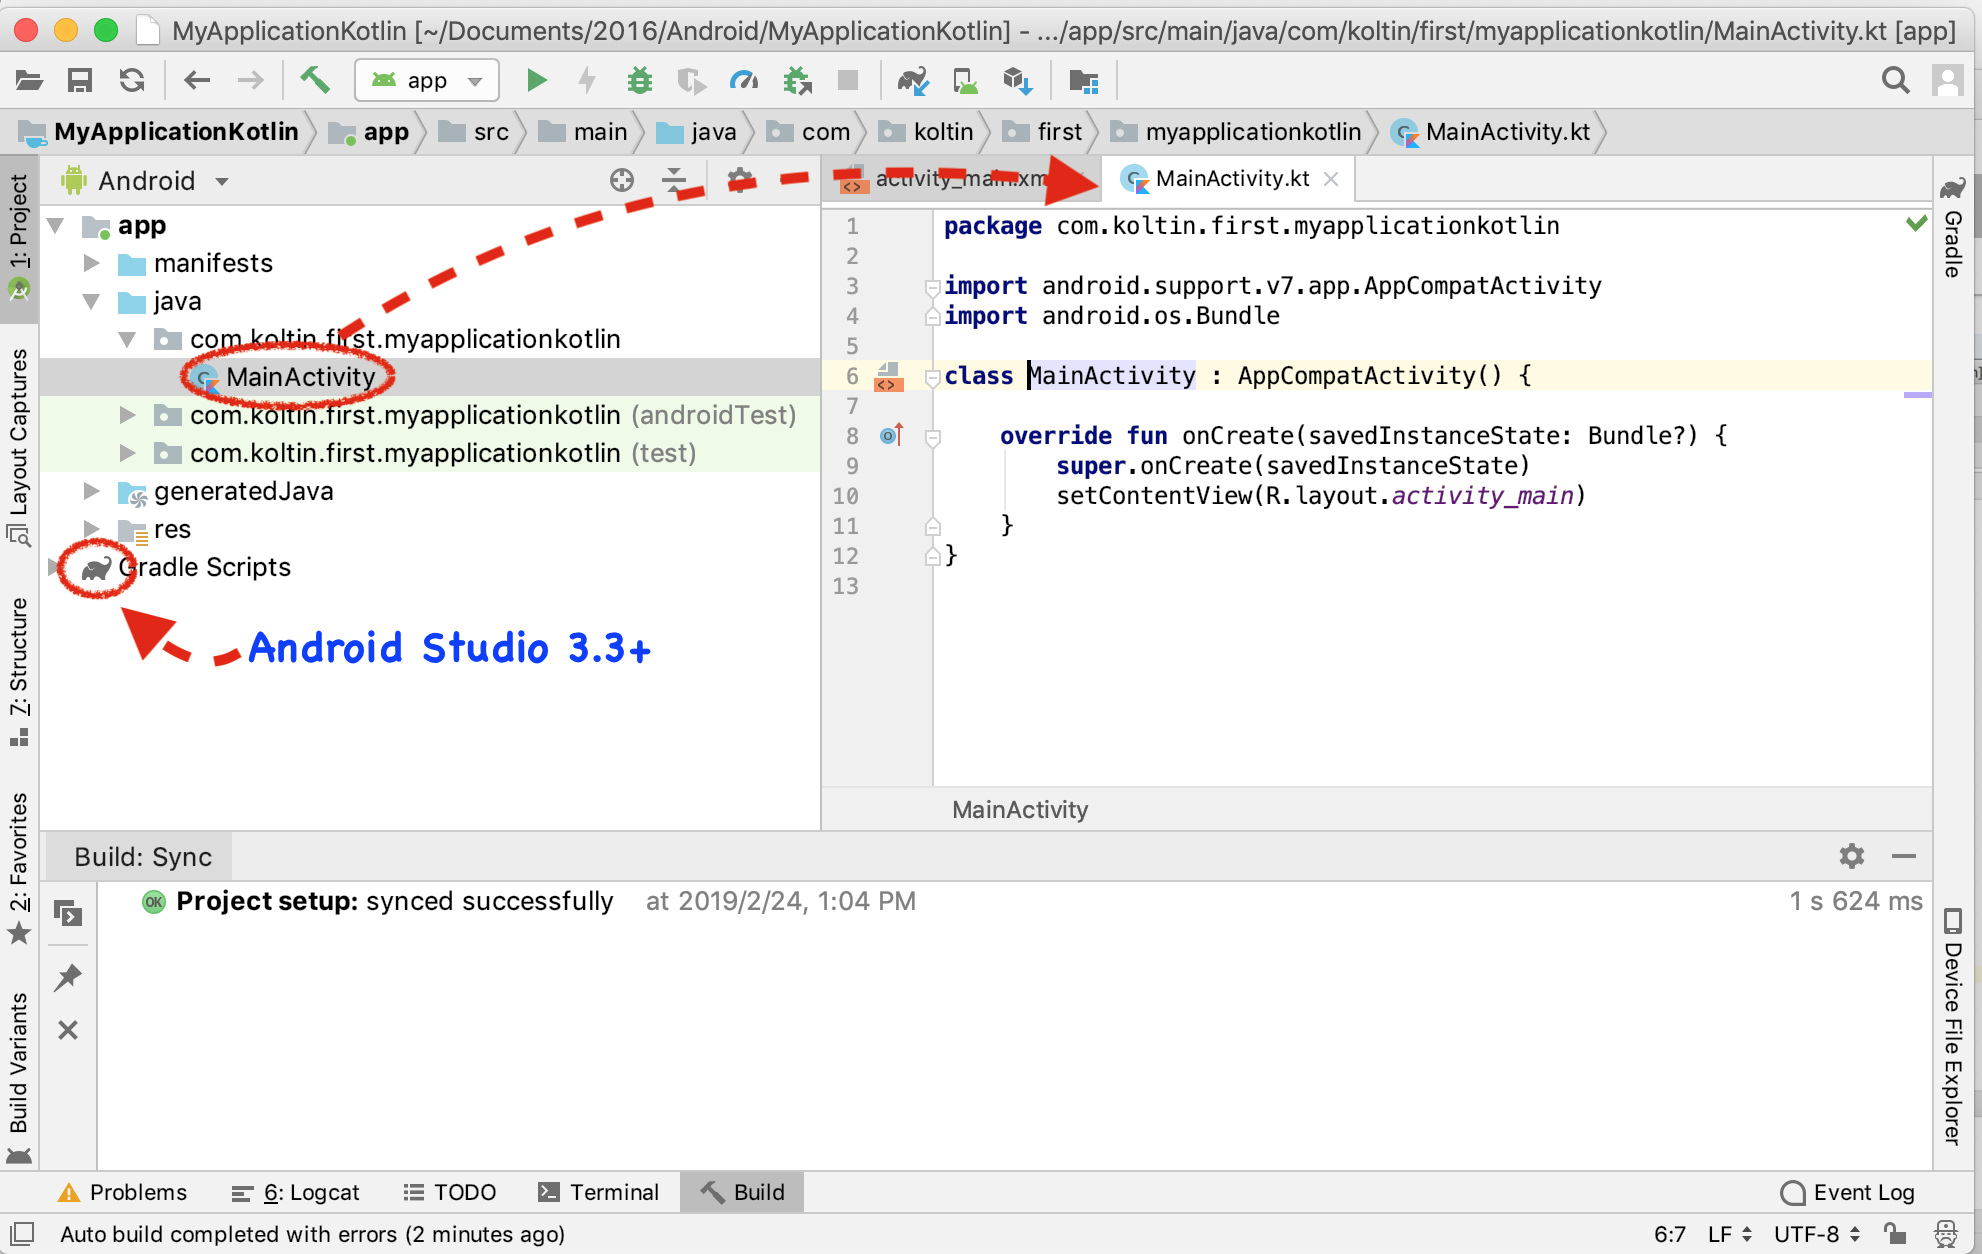 MyApplicationKotlin [~/Documents/2016/Android/MyApplicationKotlin] - .../app/src/main/java/com/koltin/first/myapplicationkotlin/MainActivity.kt [app]
app
MyApplicationKotlin app src main java com koltin first myapplicationkotlin MainActivity.kt
1: Project
Layout Captures
7: Structure
2: Favorites
Build Variants
Android
app
manifests
java
com.koltin.first.myapplicationkotlin
MainActivity
com.koltin.first.myapplicationkotlin (androidTest)
com.koltin.first.myapplicationkotlin (test)
generatedJava
res
Gradle Scripts
Android Studio 3.3+
activity_main.xm
MainActivity.kt
1 package com.koltin.first.myapplicationkotlin
2
3 import android.support.v7.app.AppCompatActivity
4 import android.os.Bundle
5
6 class MainActivity : AppCompatActivity() {
7
8 override fun onCreate(savedInstanceState: Bundle?) {
9 super.onCreate(savedInstanceState)
10 setContentView(R.layout.activity_main)
11 }
12 }
13
MainActivity
Gradle
Device File Explorer
Build: Sync
OK Project setup: synced successfully at 2019/2/24, 1:04 PM 1 s 624 ms
Problems 6: Logcat TODO Terminal Build Event Log
Auto build completed with errors (2 minutes ago) 6:7 LF UTF-8